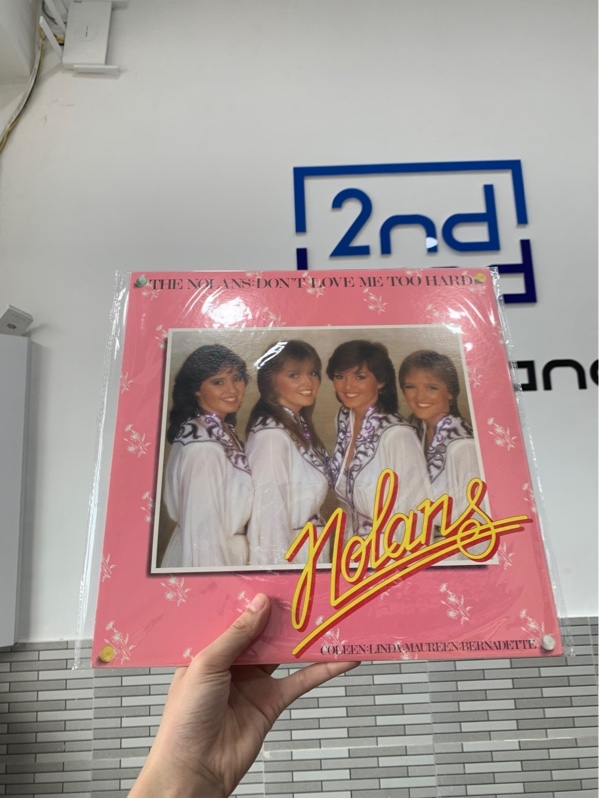 2nd
THE NOLANS:DON'T LOVE ME TOO HARD
Nolans
COLEEN:LINDA:MAUREEN:BERNADETTE